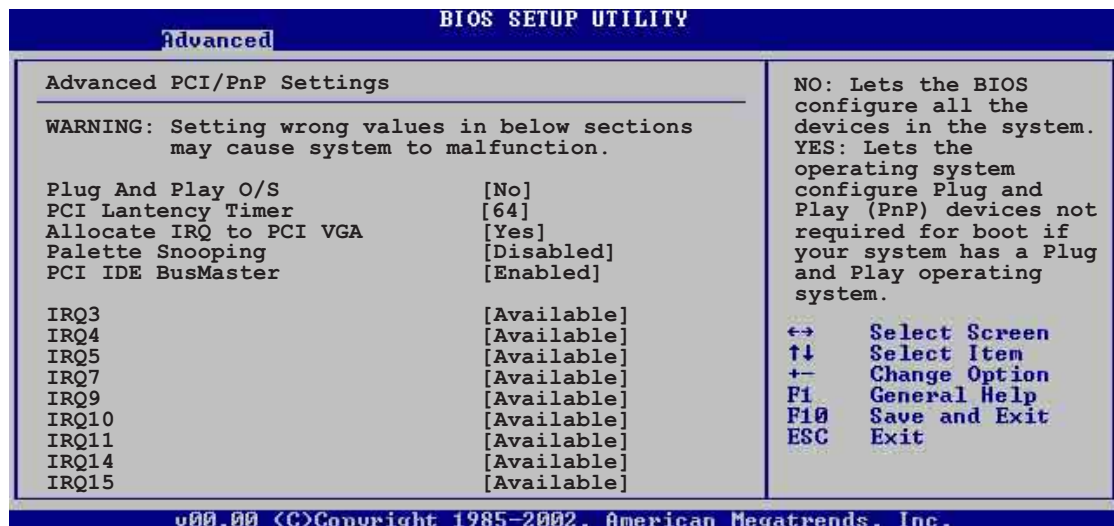 BIOS SETUP UTILITY
Advanced
Advanced PCI/PnP Settings
WARNING: Setting wrong values in below sections
may cause system to malfunction.
Plug And Play O/S [No]
PCI Lantency Timer [64]
Allocate IRQ to PCI VGA [Yes]
Palette Snooping [Disabled]
PCI IDE BusMaster [Enabled]
IRQ3 [Available]
IRQ4 [Available]
IRQ5 [Available]
IRQ7 [Available]
IRQ9 [Available]
IRQ10 [Available]
IRQ11 [Available]
IRQ14 [Available]
IRQ15 [Available]
NO: Lets the BIOS
configure all the
devices in the system.
YES: Lets the
operating system
configure Plug and
Play (PnP) devices not
required for boot if
your system has a Plug
and Play operating
system.
←→ Select Screen
↑↓ Select Item
+- Change Option
F1 General Help
F10 Save and Exit
ESC Exit
v00.00 (C)Copyright 1985-2002, American Megatrends, Inc.